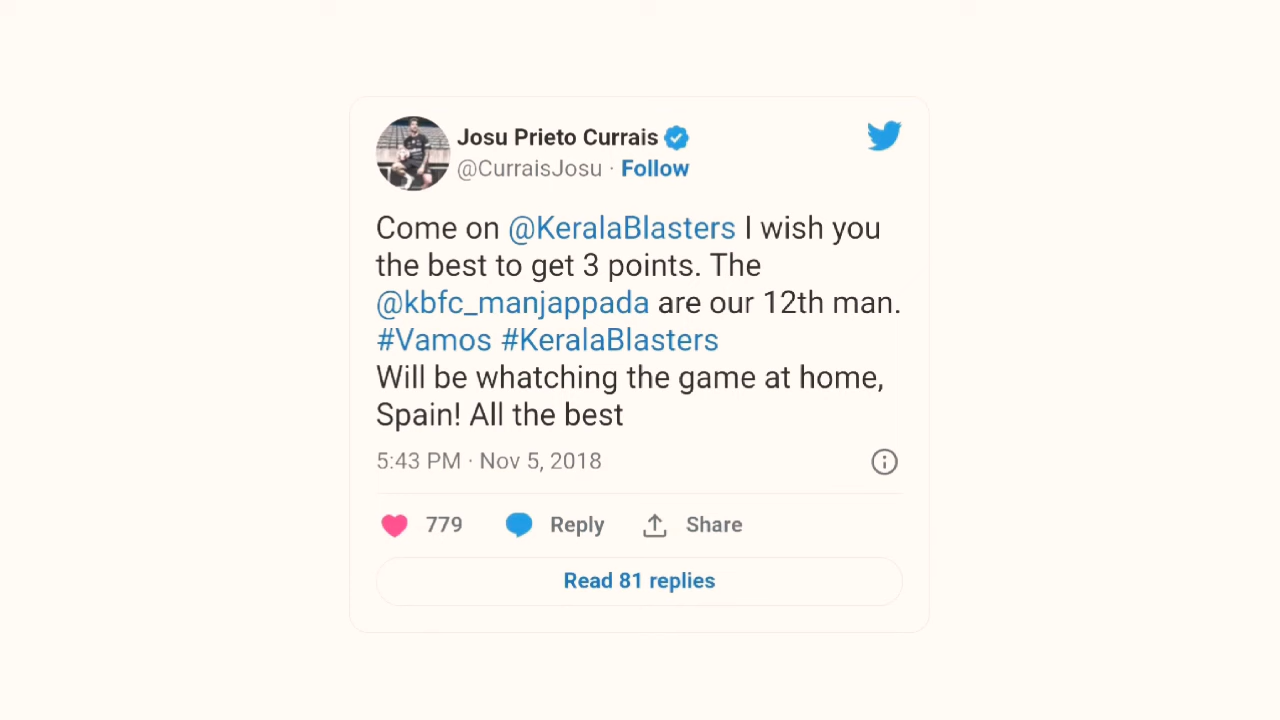 Josu Prieto Currais
@CurraisJosu · Follow
Come on @KeralaBlasters I wish you
the best to get 3 points. The
@kbfc_manjappada are our 12th man.
#Vamos #KeralaBlasters
Will be whatching the game at home,
Spain! All the best
5:43 PM · Nov 5, 2018
779 Reply Share
Read 81 replies